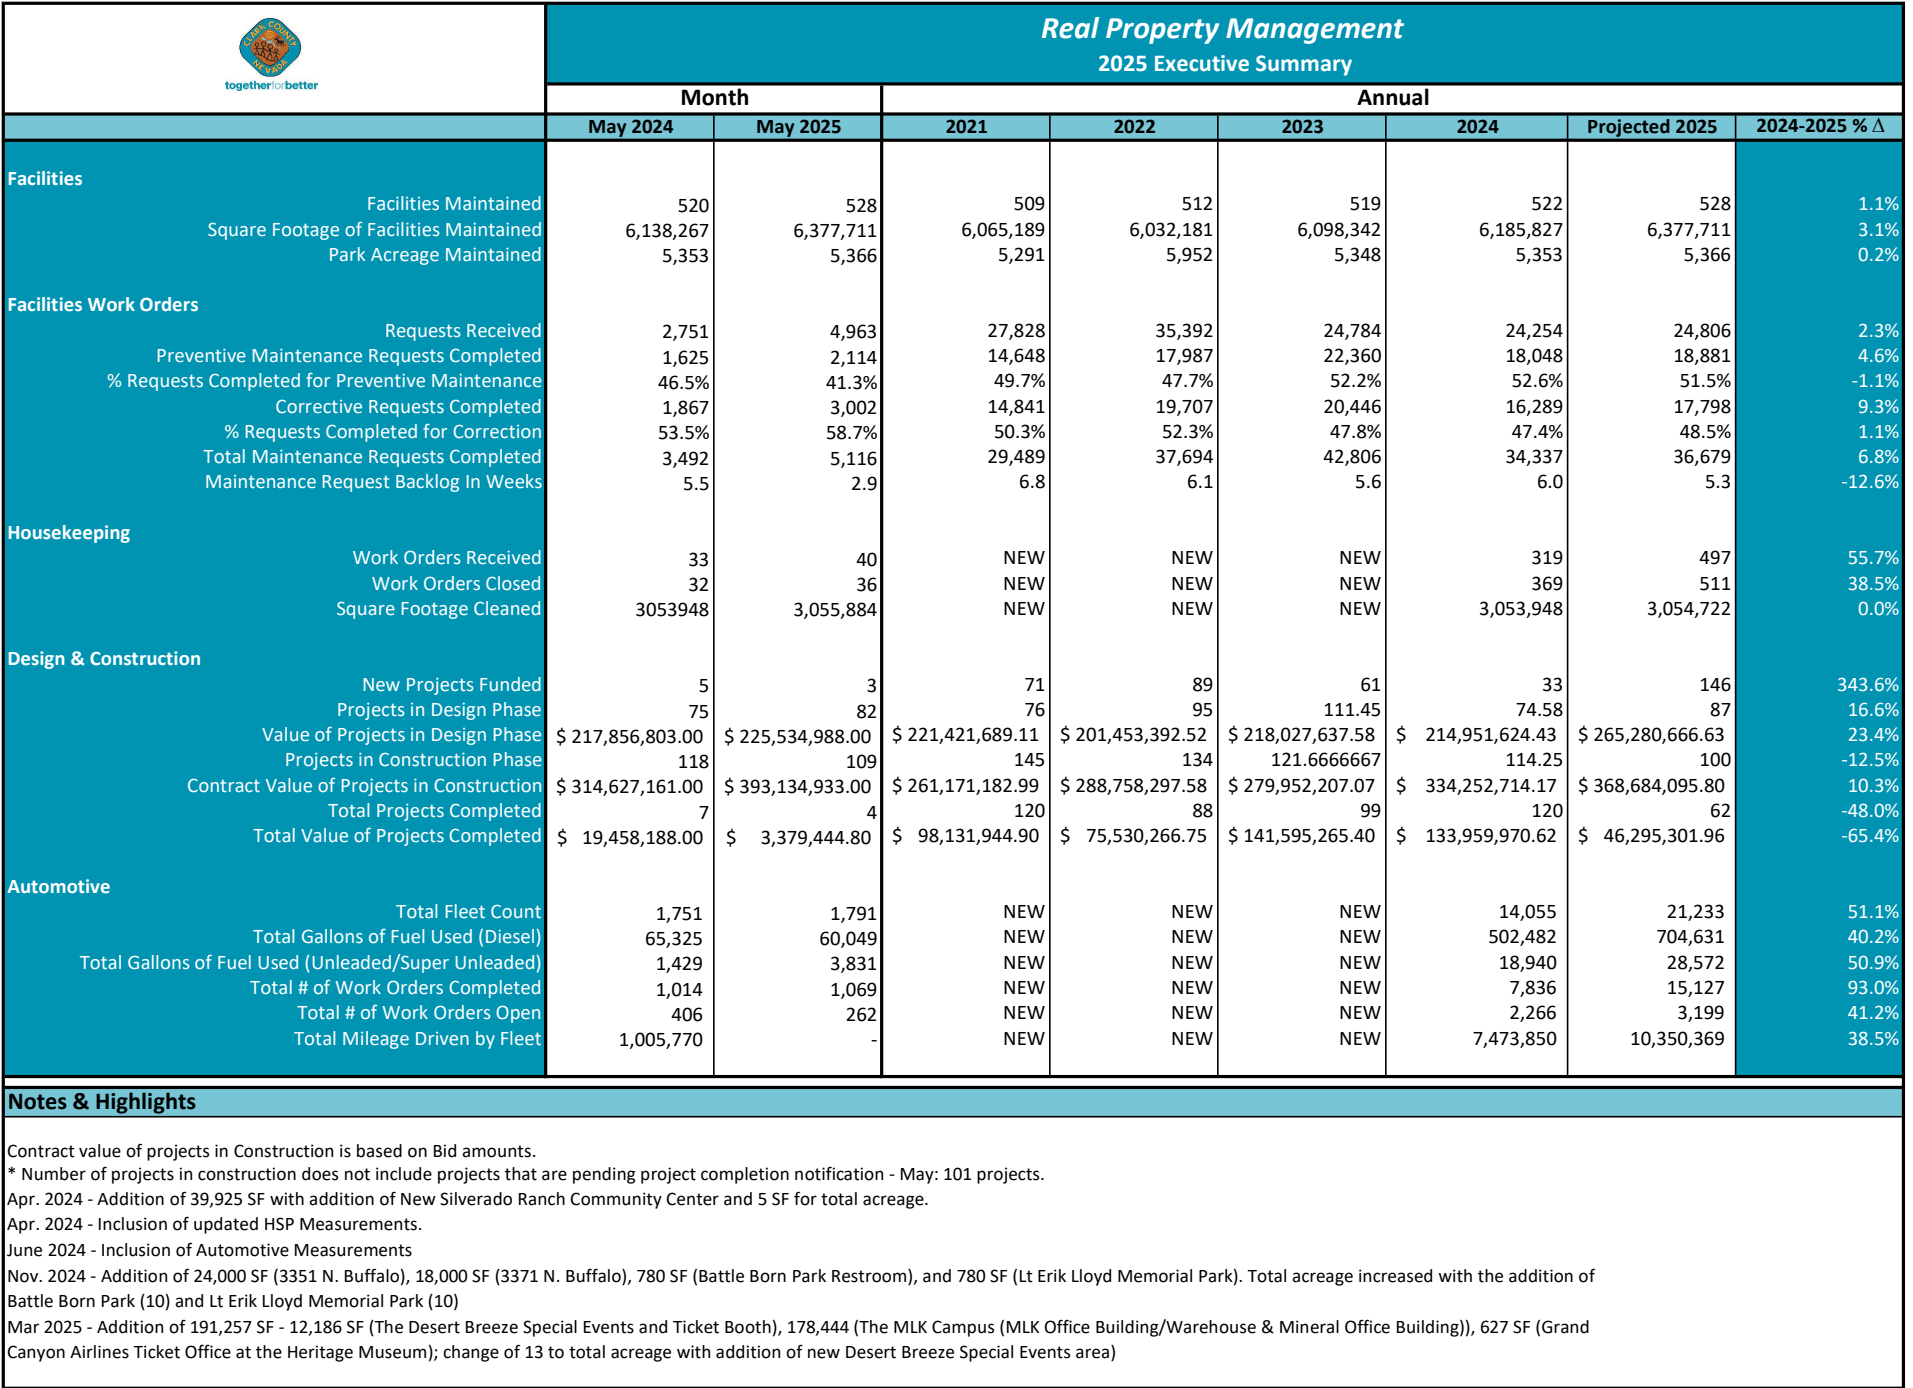 CLARK COUNTY
NEVADA
togetherforbetter
Real Property Management
2025 Executive Summary
Month Annual
May 2024 May 2025 2021 2022 2023 2024 Projected 2025 2024-2025 % Δ
Facilities
Facilities Maintained 520 528 509 512 519 522 528 1.1%
Square Footage of Facilities Maintained 6,138,267 6,377,711 6,065,189 6,032,181 6,098,342 6,185,827 6,377,711 3.1%
Park Acreage Maintained 5,353 5,366 5,291 5,952 5,348 5,353 5,366 0.2%
Facilities Work Orders
Requests Received 2,751 4,963 27,828 35,392 24,784 24,254 24,806 2.3%
Preventive Maintenance Requests Completed 1,625 2,114 14,648 17,987 22,360 18,048 18,881 4.6%
% Requests Completed for Preventive Maintenance 46.5% 41.3% 49.7% 47.7% 52.2% 52.6% 51.5% -1.1%
Corrective Requests Completed 1,867 3,002 14,841 19,707 20,446 16,289 17,798 9.3%
% Requests Completed for Correction 53.5% 58.7% 50.3% 52.3% 47.8% 47.4% 48.5% 1.1%
Total Maintenance Requests Completed 3,492 5,116 29,489 37,694 42,806 34,337 36,679 6.8%
Maintenance Request Backlog In Weeks 5.5 2.9 6.8 6.1 5.6 6.0 5.3 -12.6%
Housekeeping
Work Orders Received 33 40 NEW NEW NEW 319 497 55.7%
Work Orders Closed 32 36 NEW NEW NEW 369 511 38.5%
Square Footage Cleaned 3053948 3,055,884 NEW NEW NEW 3,053,948 3,054,722 0.0%
Design & Construction
New Projects Funded 5 3 71 89 61 33 146 343.6%
Projects in Design Phase 75 82 76 95 111.45 74.58 87 16.6%
Value of Projects in Design Phase $ 217,856,803.00 $ 225,534,988.00 $ 221,421,689.11 $ 201,453,392.52 $ 218,027,637.58 $ 214,951,624.43 $ 265,280,666.63 23.4%
Projects in Construction Phase 118 109 145 134 121.6666667 114.25 100 -12.5%
Contract Value of Projects in Construction $ 314,627,161.00 $ 393,134,933.00 $ 261,171,182.99 $ 288,758,297.58 $ 279,952,207.07 $ 334,252,714.17 $ 368,684,095.80 10.3%
Total Projects Completed 7 4 120 88 99 120 62 -48.0%
Total Value of Projects Completed $ 19,458,188.00 $ 3,379,444.80 $ 98,131,944.90 $ 75,530,266.75 $ 141,595,265.40 $ 133,959,970.62 $ 46,295,301.96 -65.4%
Automotive
Total Fleet Count 1,751 1,791 NEW NEW NEW 14,055 21,233 51.1%
Total Gallons of Fuel Used (Diesel) 65,325 60,049 NEW NEW NEW 502,482 704,631 40.2%
Total Gallons of Fuel Used (Unleaded/Super Unleaded) 1,429 3,831 NEW NEW NEW 18,940 28,572 50.9%
Total # of Work Orders Completed 1,014 1,069 NEW NEW NEW 7,836 15,127 93.0%
Total # of Work Orders Open 406 262 NEW NEW NEW 2,266 3,199 41.2%
Total Mileage Driven by Fleet 1,005,770 - NEW NEW NEW 7,473,850 10,350,369 38.5%
Notes & Highlights
Contract value of projects in Construction is based on Bid amounts.
* Number of projects in construction does not include projects that are pending project completion notification - May: 101 projects.
Apr. 2024 - Addition of 39,925 SF with addition of New Silverado Ranch Community Center and 5 SF for total acreage.
Apr. 2024 - Inclusion of updated HSP Measurements.
June 2024 - Inclusion of Automotive Measurements
Nov. 2024 - Addition of 24,000 SF (3351 N. Buffalo), 18,000 SF (3371 N. Buffalo), 780 SF (Battle Born Park Restroom), and 780 SF (Lt Erik Lloyd Memorial Park). Total acreage increased with the addition of
Battle Born Park (10) and Lt Erik Lloyd Memorial Park (10)
Mar 2025 - Addition of 191,257 SF - 12,186 SF (The Desert Breeze Special Events and Ticket Booth), 178,444 (The MLK Campus (MLK Office Building/Warehouse & Mineral Office Building)), 627 SF (Grand
Canyon Airlines Ticket Office at the Heritage Museum); change of 13 to total acreage with addition of new Desert Breeze Special Events area)